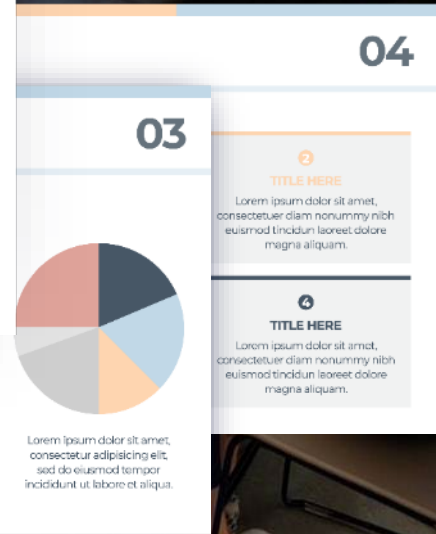 04
03
2
TITLE HERE
Lorem ipsum dolor sit amet,
consectetuer diam nonummy nibh
euismod tincidun laoreet dolore
magna aliquam.
4
TITLE HERE
Lorem ipsum dolor sit amet,
consectetuer diam nonummy nibh
euismod tincidun laoreet dolore
magna aliquam.
Lorem ipsum dolor sit amet,
consectetur adipisicing elit,
sed do eiusmod tempor
incididunt ut labore et aliqua.